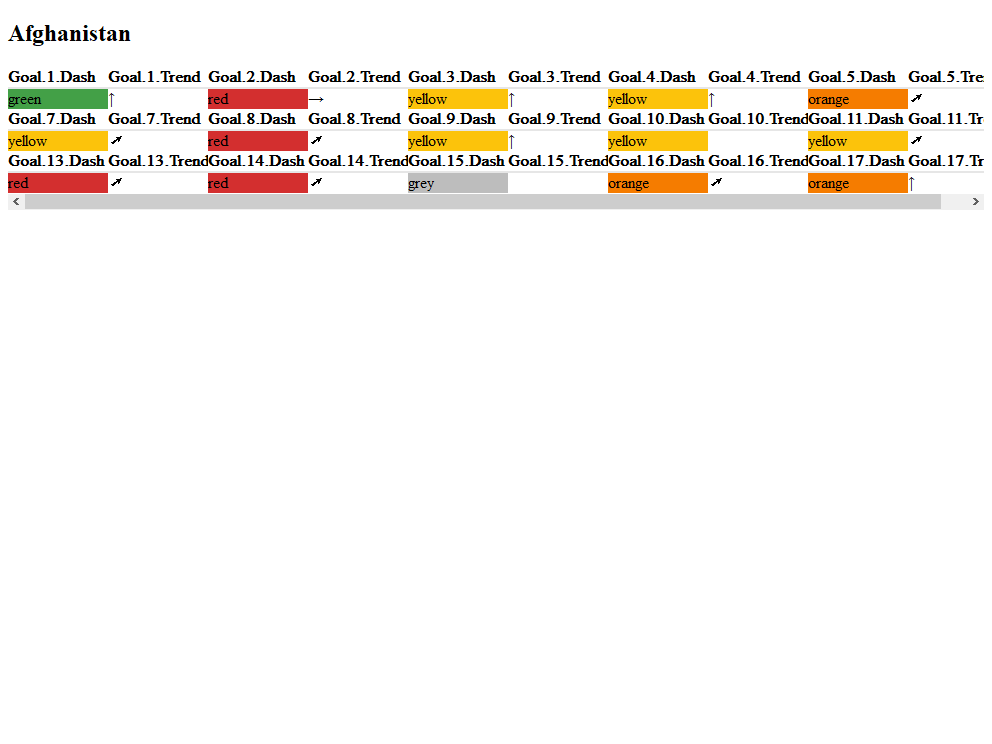 Afghanistan
Goal.1.Dash Goal.1.Trend Goal.2.Dash Goal.2.Trend Goal.3.Dash Goal.3.Trend Goal.4.Dash Goal.4.Trend Goal.5.Dash Goal.5.Tre
green ↑ red → yellow ↑ yellow ↑ orange ➚
Goal.7.Dash Goal.7.Trend Goal.8.Dash Goal.8.Trend Goal.9.Dash Goal.9.Trend Goal.10.Dash Goal.10.Trend Goal.11.Dash Goal.11.Tr
yellow ➚ red ➚ yellow ↑ yellow yellow ➚
Goal.13.Dash Goal.13.Trend Goal.14.Dash Goal.14.Trend Goal.15.Dash Goal.15.Trend Goal.16.Dash Goal.16.Trend Goal.17.Dash Goal.17.T
red ➚ red ➚ grey orange ➚ orange ↑